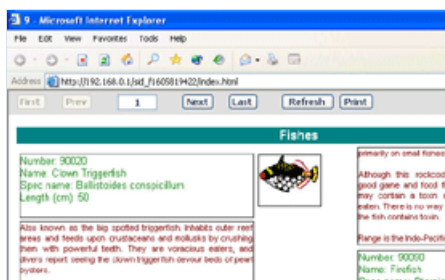 9 - Microsoft Internet Explorer
File Edit View Favorites Tools Help
Address http://192.168.0.1/sid_f1605819422/index.html
First Prev 1 Next Last Refresh Print
Fishes
Number: 90020
Name: Clown Triggerfish
Spec name: Ballistoides conspicillum
Length (cm): 50
Also known as the big spotted triggerfish. Inhabits outer reef
areas and feeds upon crustaceans and mollusks by crushing
them with powerful teeth. They are voracious eaters, and
divers report seeing the clown triggerfish devour beds of pearl
oysters.
primarily on small fishes
Although this rockcod
good game and food f
may contain a toxin
eaten. There is no way
the fish contains toxin.
Range is the Indo-Pacific
Number: 90090
Name: Firefish